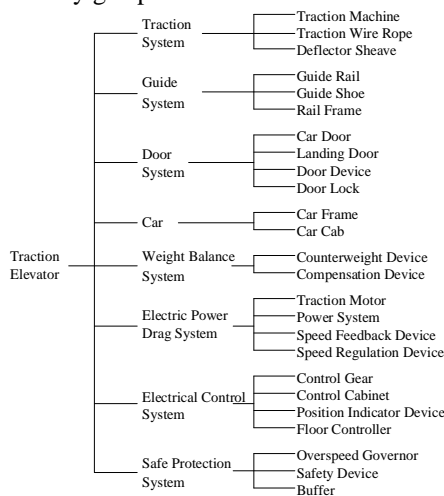 Traction
System
Traction Machine
Traction Wire Rope
Deflector Sheave
Guide
System
Guide Rail
Guide Shoe
Rail Frame
Door
System
Car Door
Landing Door
Door Device
Door Lock
Car
Car Frame
Car Cab
Traction
Elevator
Weight Balance
System
Counterweight Device
Compensation Device
Electric Power
Drag System
Traction Motor
Power System
Speed Feedback Device
Speed Regulation Device
Electrical Control
System
Control Gear
Control Cabinet
Position Indicator Device
Floor Controller
Safe Protection
System
Overspeed Governor
Safety Device
Buffer